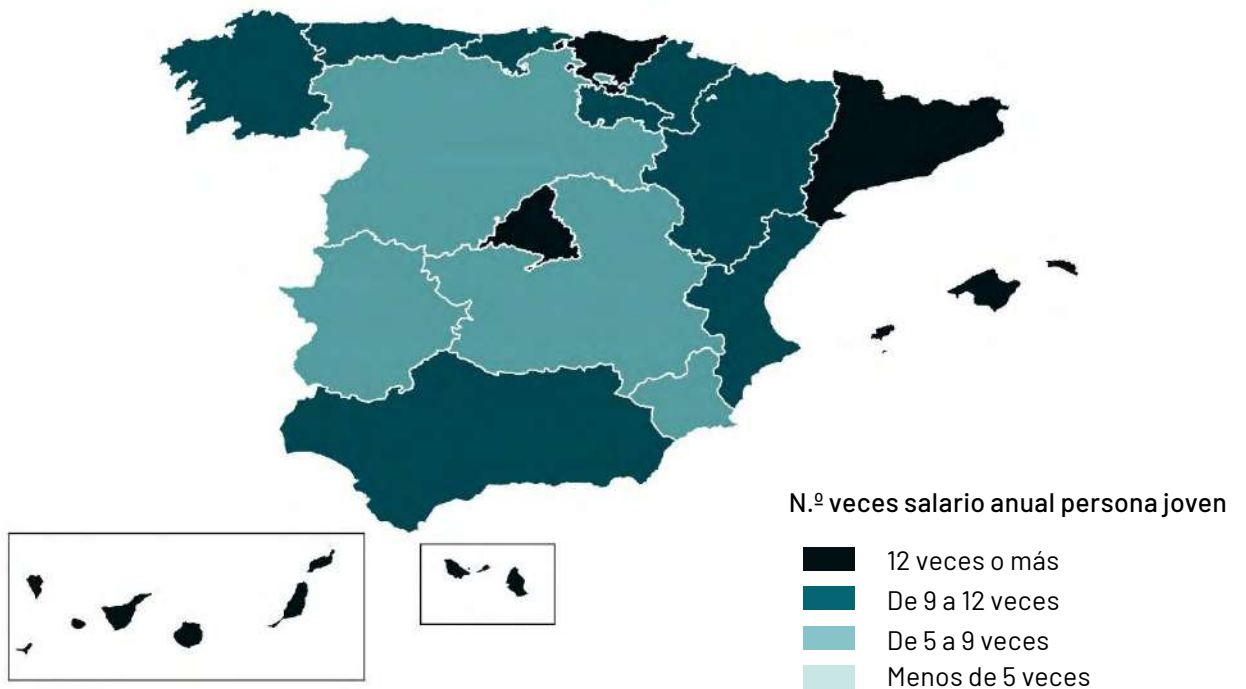 N.º veces salario anual persona joven
12 veces o más
De 9 a 12 veces
De 5 a 9 veces
Menos de 5 veces